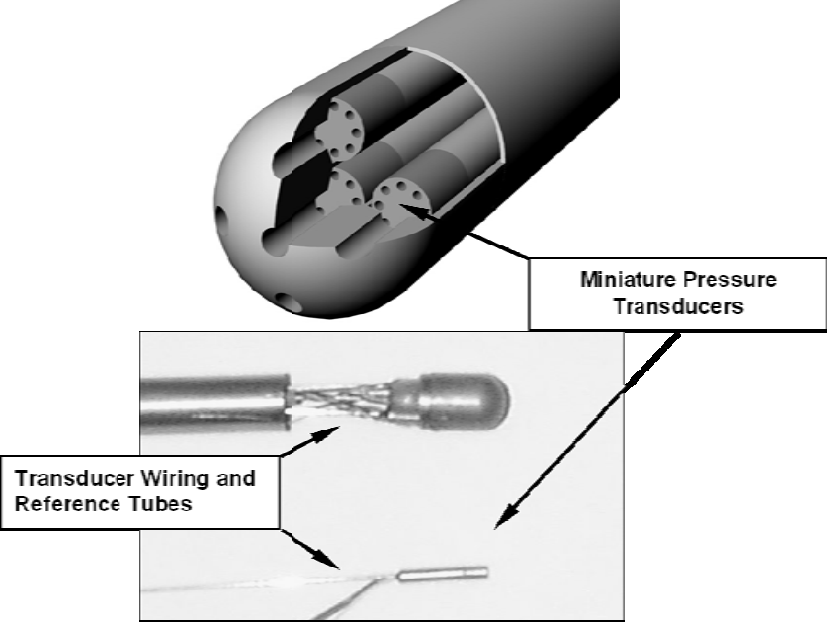 Miniature Pressure
Transducers
Transducer Wiring and
Reference Tubes